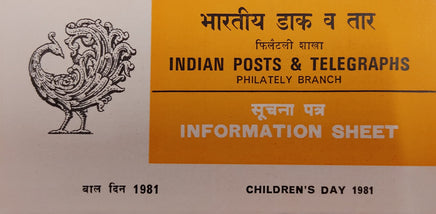 भारतीय डाक व तार
फिलैटली शाखा
INDIAN POSTS & TELEGRAPHS
PHILATELY BRANCH
सूचना पत्र
INFORMATION SHEET
बाल दिन 1981
CHILDREN'S DAY 1981